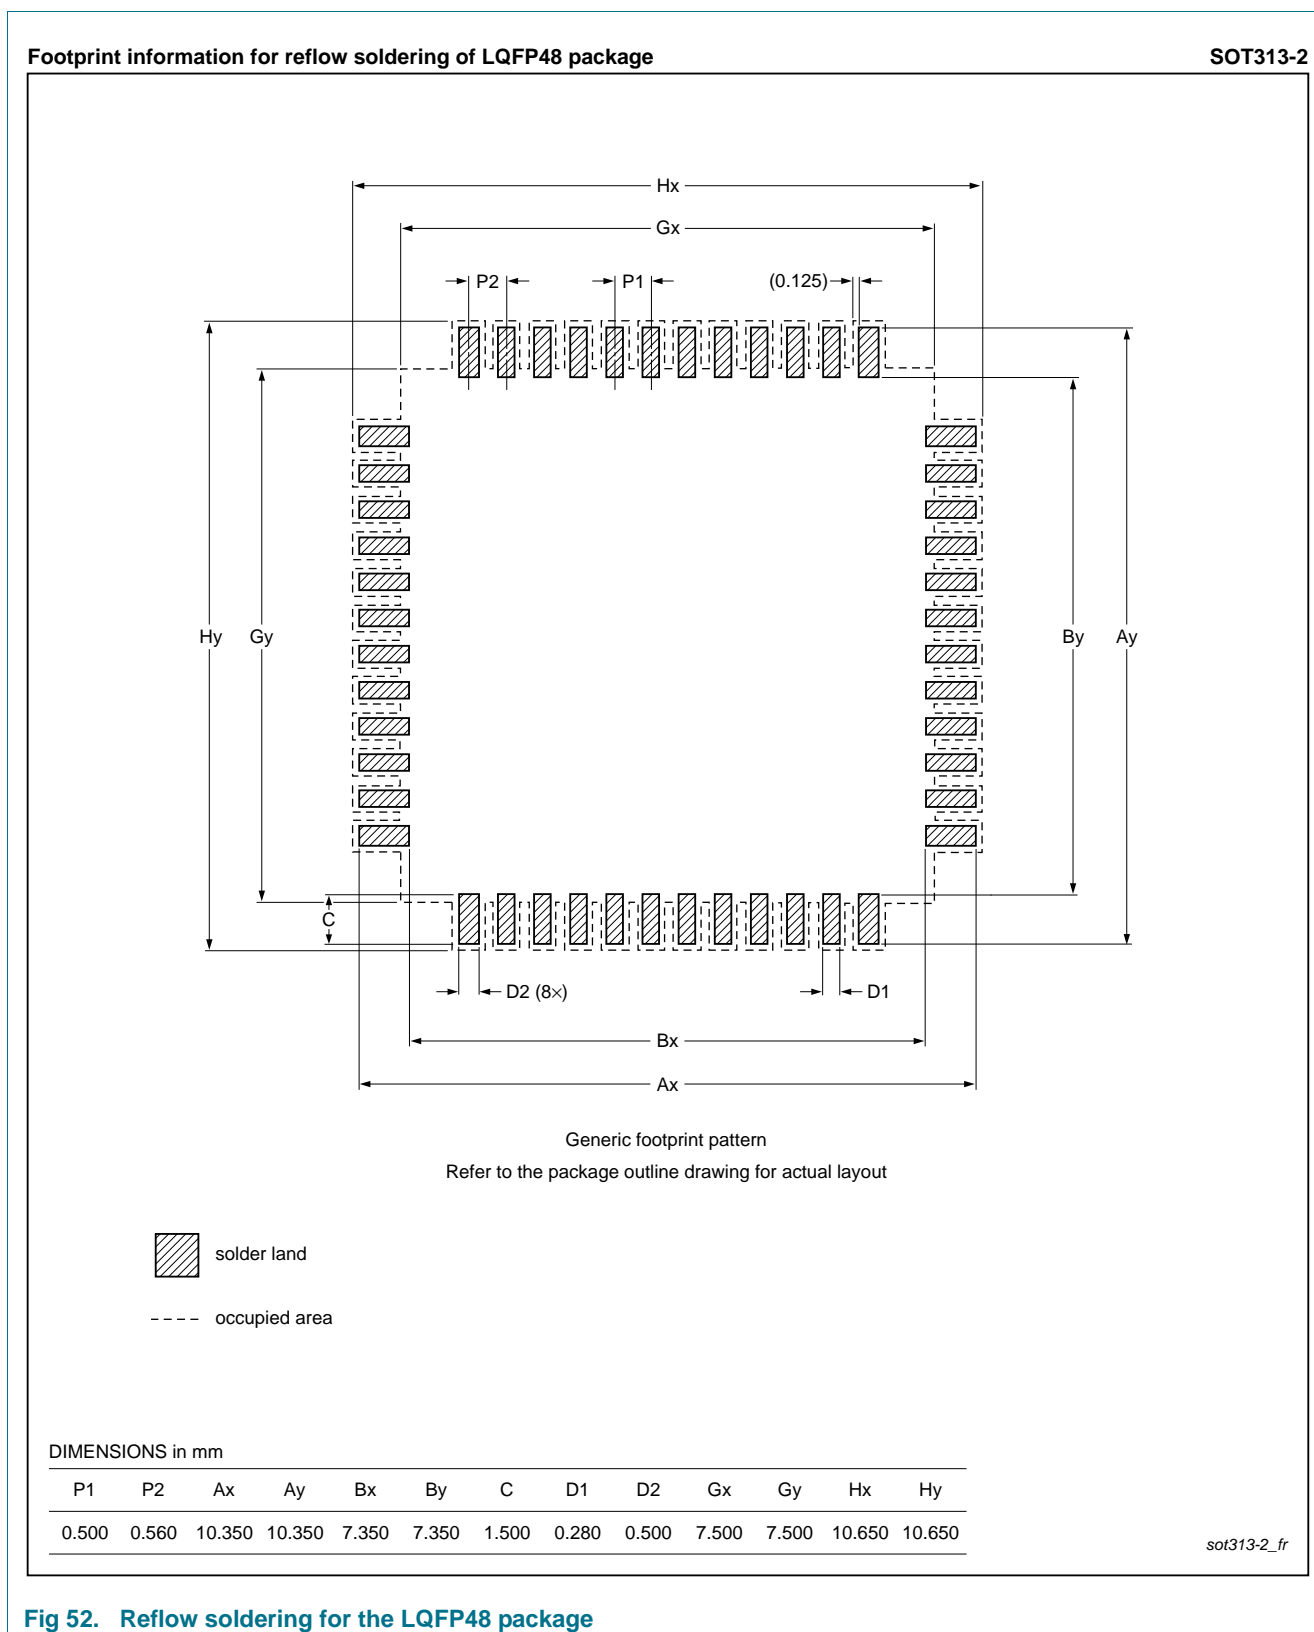 Footprint information for reflow soldering of LQFP48 package SOT313-2
Hx
Gx
P2 P1 (0.125)
Hy Gy By Ay
C
D2 (8×) D1
Bx
Ax
Generic footprint pattern
Refer to the package outline drawing for actual layout
solder land
occupied area
DIMENSIONS in mm
P1 P2 Ax Ay Bx By C D1 D2 Gx Gy Hx Hy
0.500 0.560 10.350 10.350 7.350 7.350 1.500 0.280 0.500 7.500 7.500 10.650 10.650
sot313-2_fr
Fig 52. Reflow soldering for the LQFP48 package